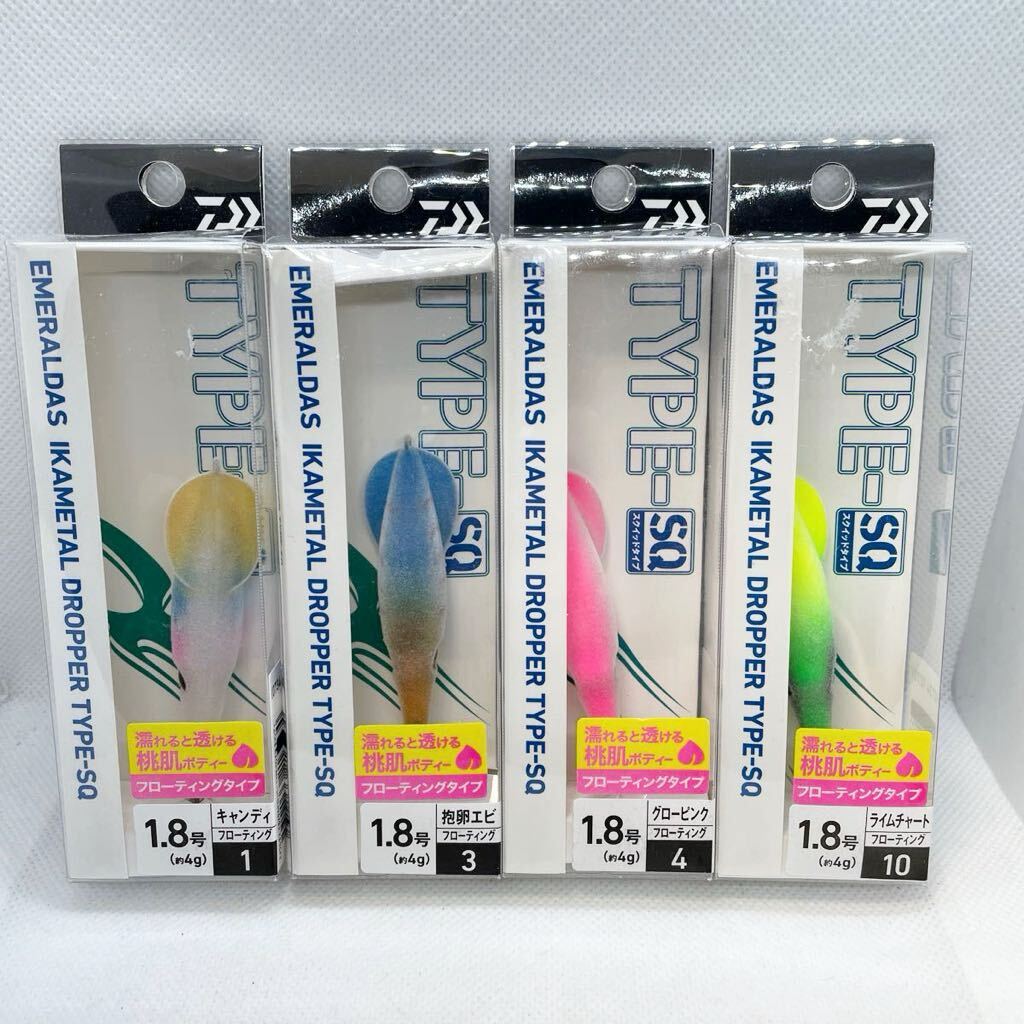 EMERALDAS IKAMETAL DROPPER TYPE-SQ
TYPE-
濡れると透ける
桃肌ボディー
フローティングタイプ
1.8号
(約4g)
キャンディ
フローティング
1
EMERALDAS IKAMETAL DROPPER TYPE-SQ
TYPE-SQ
濡れると透ける
桃肌ボディー
フローティングタイプ
1.8号
(約4g)
抱卵エビ
フローティング
3
EMERALDAS IKAMETAL DROPPER TYPE-SQ
TYPE-SQ
スクイッドタイプ
濡れると透ける
桃肌ボディー
フローティングタイプ
1.8号
(約4g)
グローピンク
フローティング
4
EMERALDAS IKAMETAL DROPPER TYPE-SQ
TYPE-SQ
スクイッドタイプ
濡れると透ける
桃肌ボディー
フローティングタイプ
1.8号
(約4g)
ライムチャート
フローティング
10